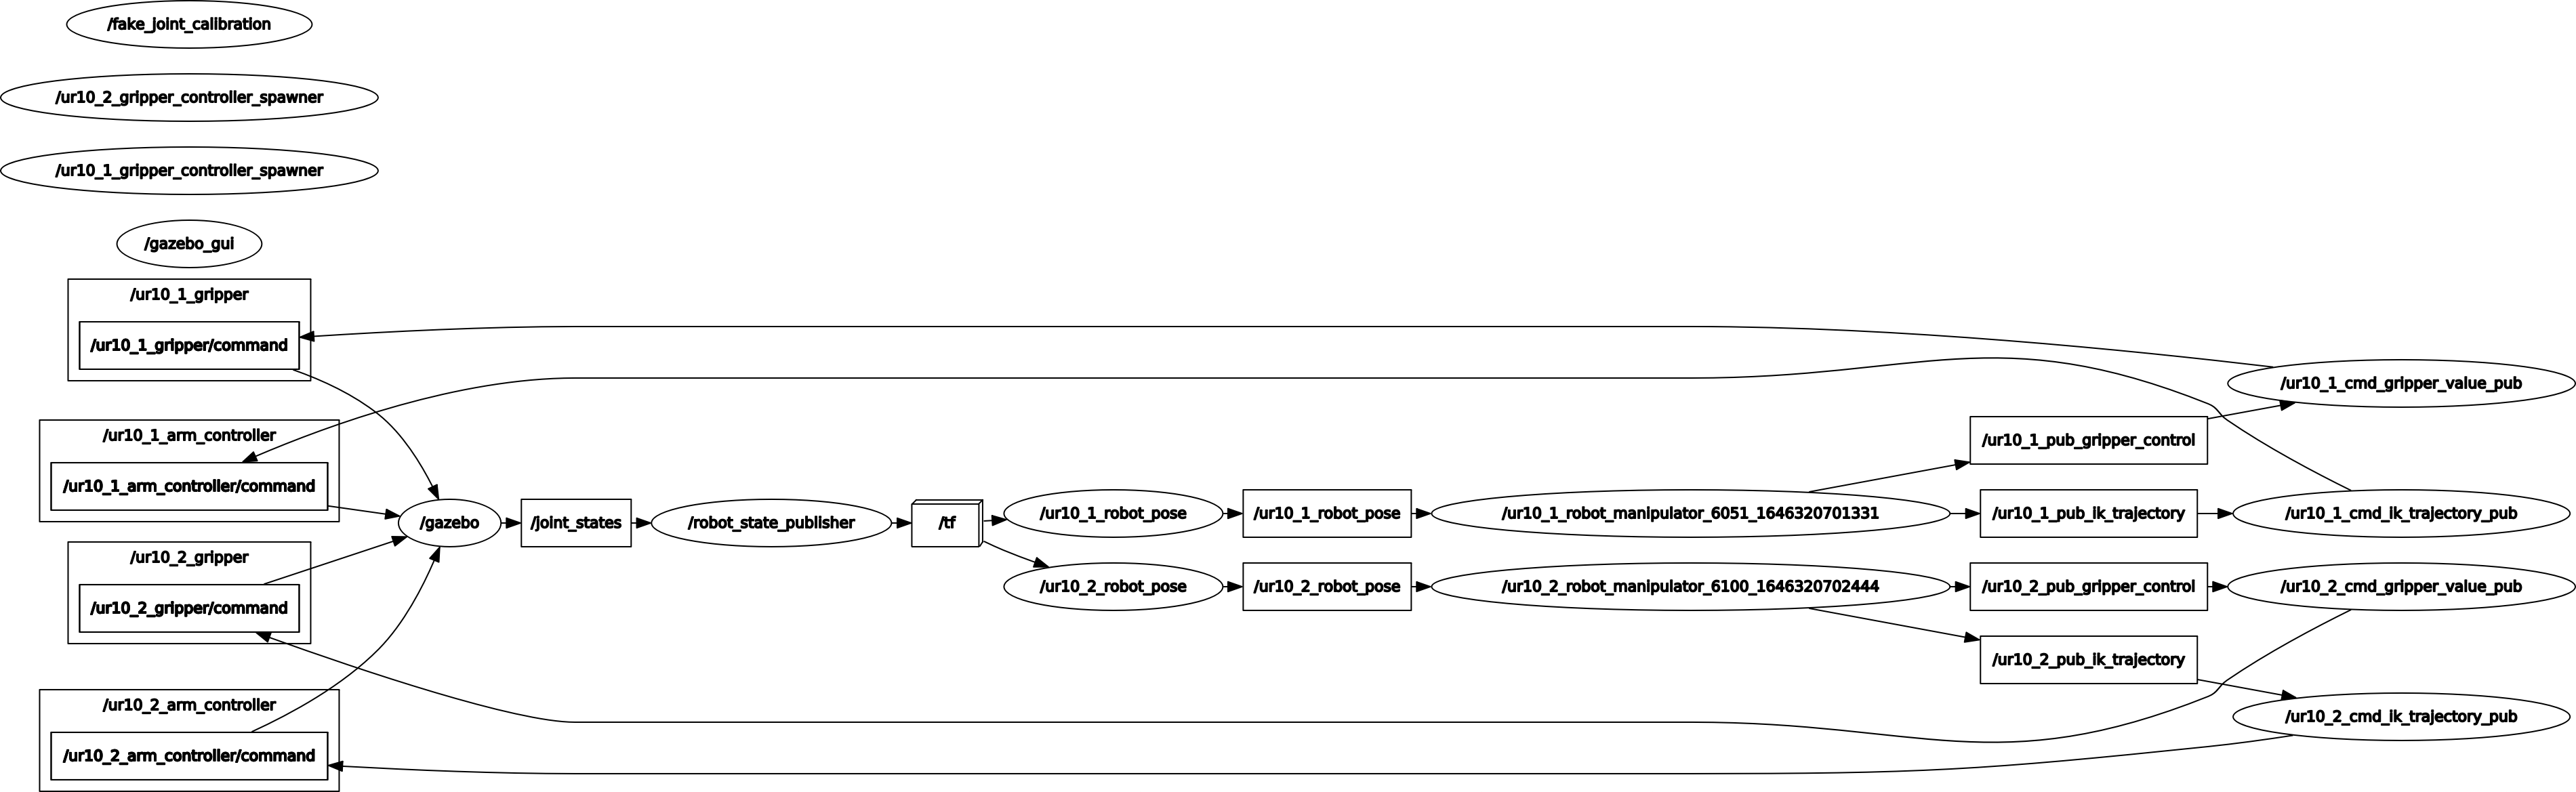 /fake_joint_calibration
/ur10_2_gripper_controller_spawner
/ur10_1_gripper_controller_spawner
/gazebo_gui
/ur10_1_gripper
/ur10_1_gripper/command
/ur10_1_arm_controller
/ur10_1_arm_controller/command
/ur10_2_gripper
/ur10_2_gripper/command
/ur10_2_arm_controller
/ur10_2_arm_controller/command
/gazebo
/joint_states
/robot_state_publisher
/tf
/ur10_1_robot_pose
/ur10_2_robot_pose
/ur10_1_robot_pose
/ur10_2_robot_pose
/ur10_1_robot_manipulator_6051_1646320701331
/ur10_2_robot_manipulator_6100_1646320702444
/ur10_1_pub_gripper_control
/ur10_1_pub_ik_trajectory
/ur10_2_pub_gripper_control
/ur10_2_pub_ik_trajectory
/ur10_1_cmd_gripper_value_pub
/ur10_1_cmd_ik_trajectory_pub
/ur10_2_cmd_gripper_value_pub
/ur10_2_cmd_ik_trajectory_pub